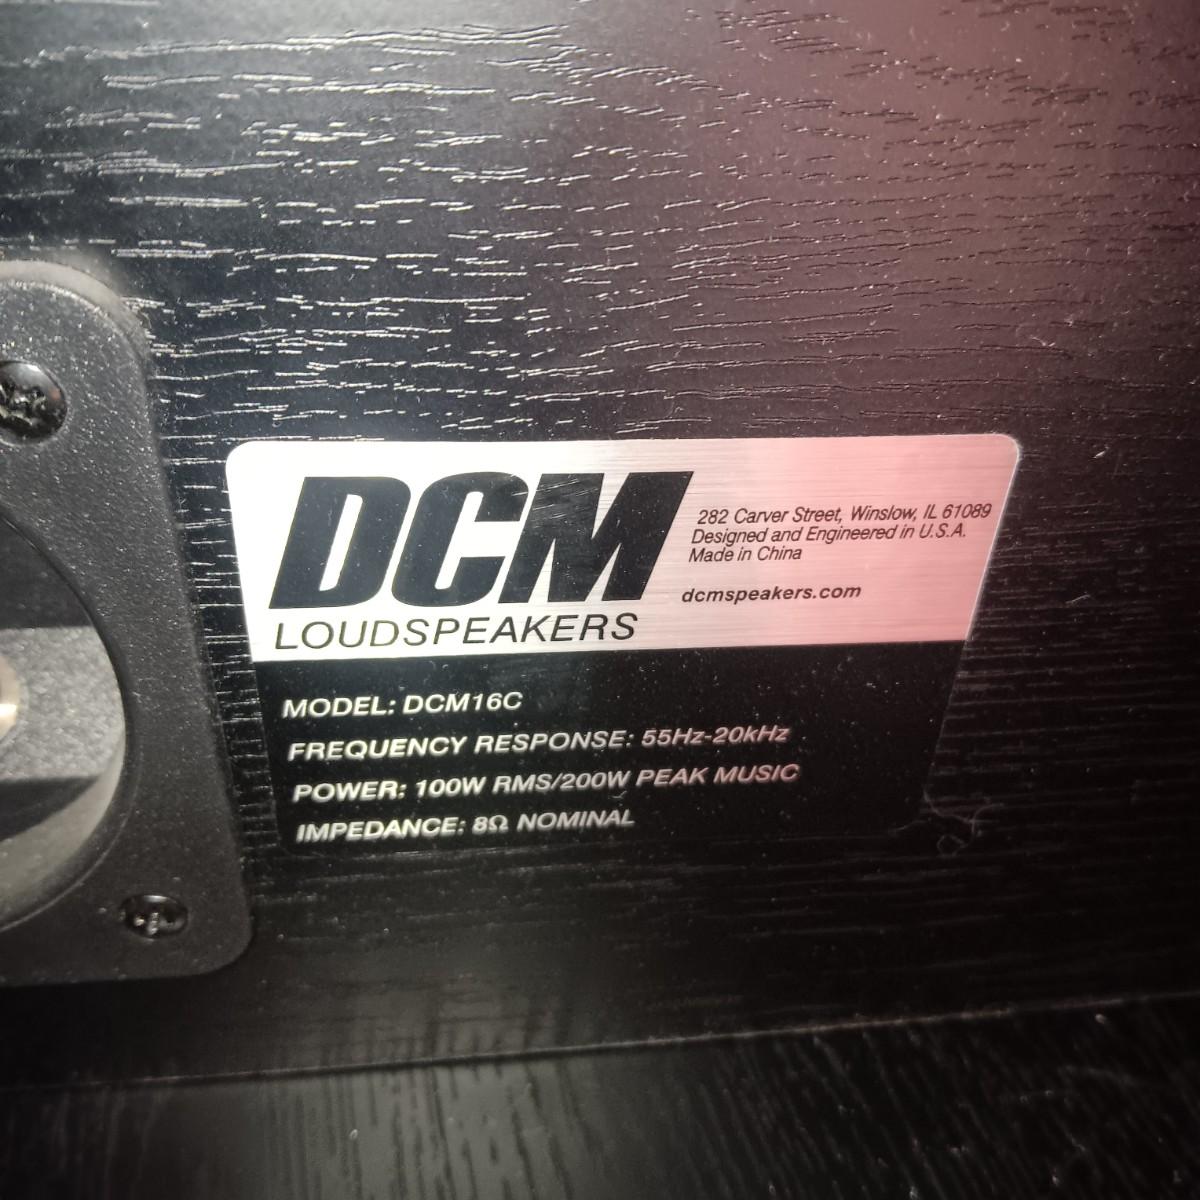 DCM
LOUDSPEAKERS
282 Carver Street, Winslow, IL 61089
Designed and Engineered in U.S.A.
Made in China
dcmspeakers.com
MODEL: DCM16C
FREQUENCY RESPONSE: 55Hz-20kHz
POWER: 100W RMS/200W PEAK MUSIC
IMPEDANCE: 8Ω NOMINAL